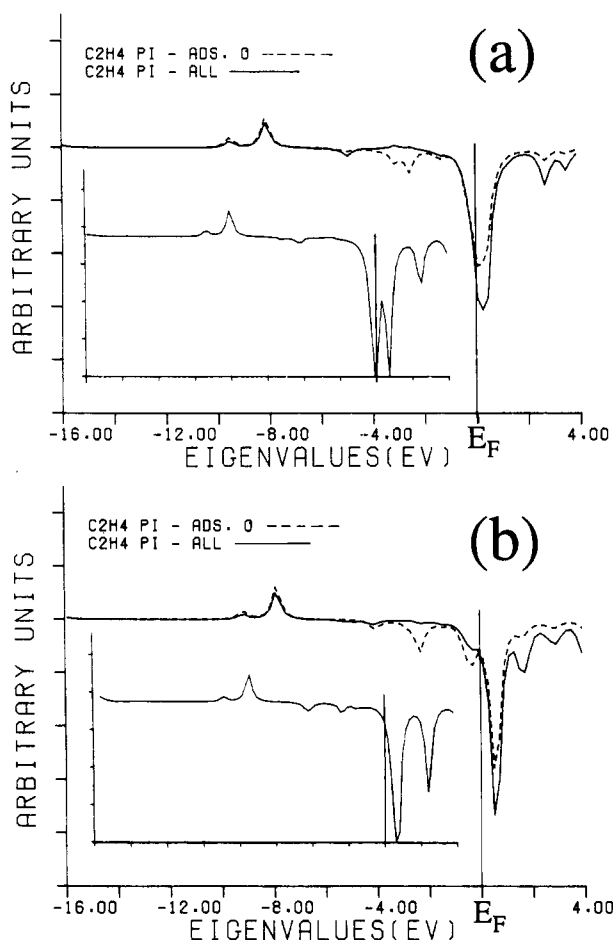 (a)
C2H4 PI - ADS. O
C2H4 PI - ALL
ARBITRARY UNITS
-16.00 -12.00 -8.00 -4.00 4.00
EIGENVALUES(EV) EF
(b)
C2H4 PI - ADS. O
C2H4 PI - ALL
ARBITRARY UNITS
-16.00 -12.00 -8.00 -4.00 4.00
EIGENVALUES(EV) EF